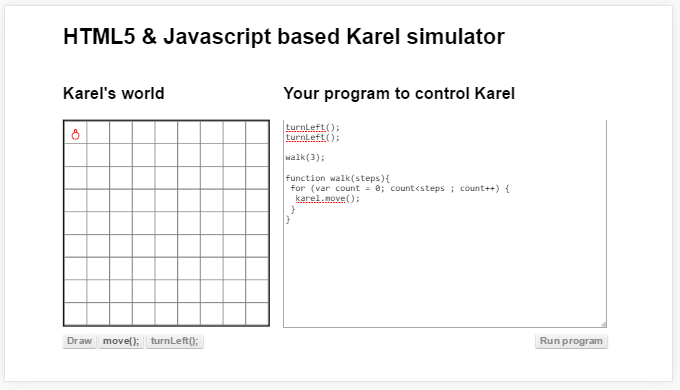 HTML5 & Javascript based Karel simulator
Karel's world
Your program to control Karel
turnLeft();
turnLeft();
walk(3);
function walk(steps){
for (var count = 0; count<steps ; count++) {
karel.move();
}
}
Draw move(); turnLeft();
Run program